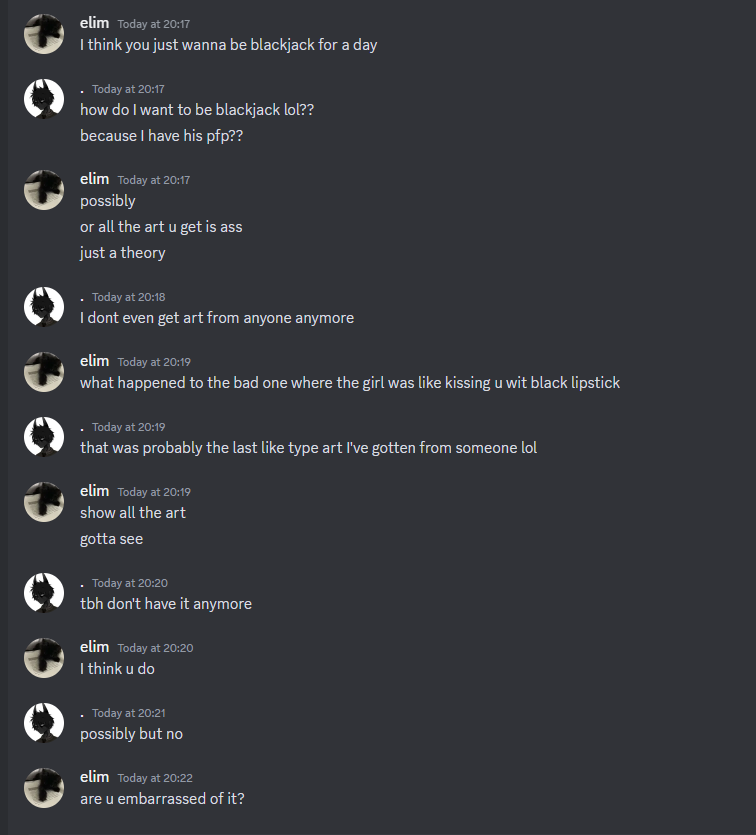 elim Today at 20:17
I think you just wanna be blackjack for a day
. Today at 20:17
how do I want to be blackjack lol??
because I have his pfp??
elim Today at 20:17
possibly
or all the art u get is ass
just a theory
. Today at 20:18
I dont even get art from anyone anymore
elim Today at 20:19
what happened to the bad one where the girl was like kissing u wit black lipstick
. Today at 20:19
that was probably the last like type art I've gotten from someone lol
elim Today at 20:19
show all the art
gotta see
. Today at 20:20
tbh don't have it anymore
elim Today at 20:20
I think u do
. Today at 20:21
possibly but no
elim Today at 20:22
are u embarrassed of it?